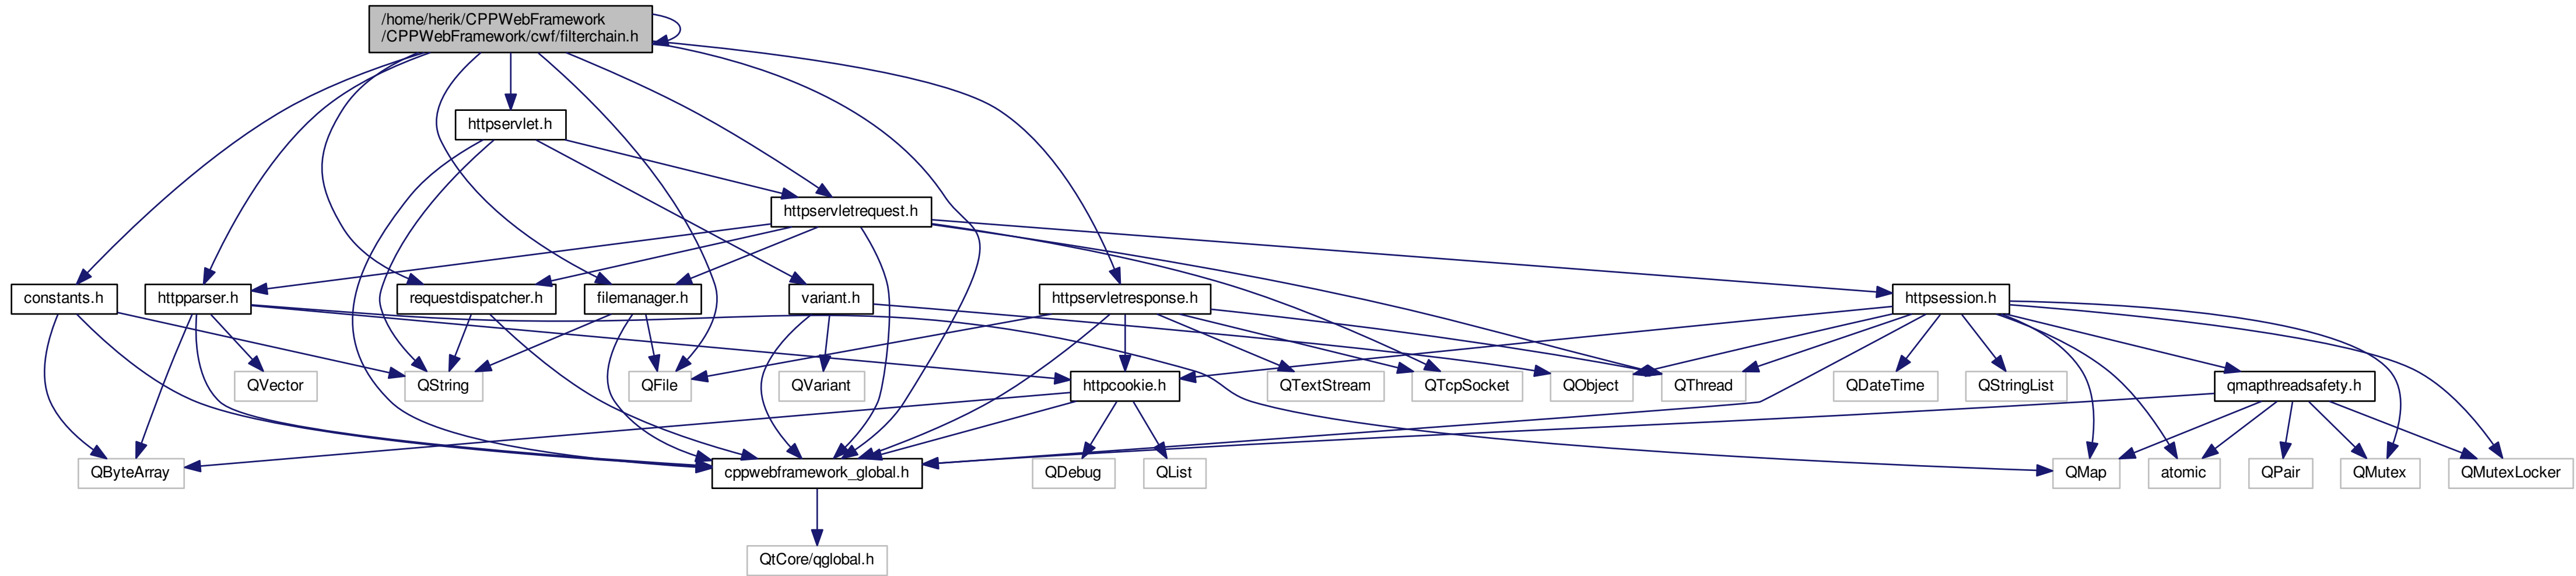 /home/herik/CPPWebFramework
/CPPWebFramework/cwf/filterchain.h
httpservlet.h
httpservletrequest.h
constants.h
httpparser.h
requestdispatcher.h
filemanager.h
variant.h
httpservletresponse.h
httpsession.h
QVector
QString
QFile
QVariant
httpcookie.h
QTextStream
QTcpSocket
QObject
QThread
QDateTime
QStringList
qmapthreadsafety.h
QByteArray
cppwebframework_global.h
QDebug
QList
QMap
atomic
QPair
QMutex
QMutexLocker
QtCore/qglobal.h